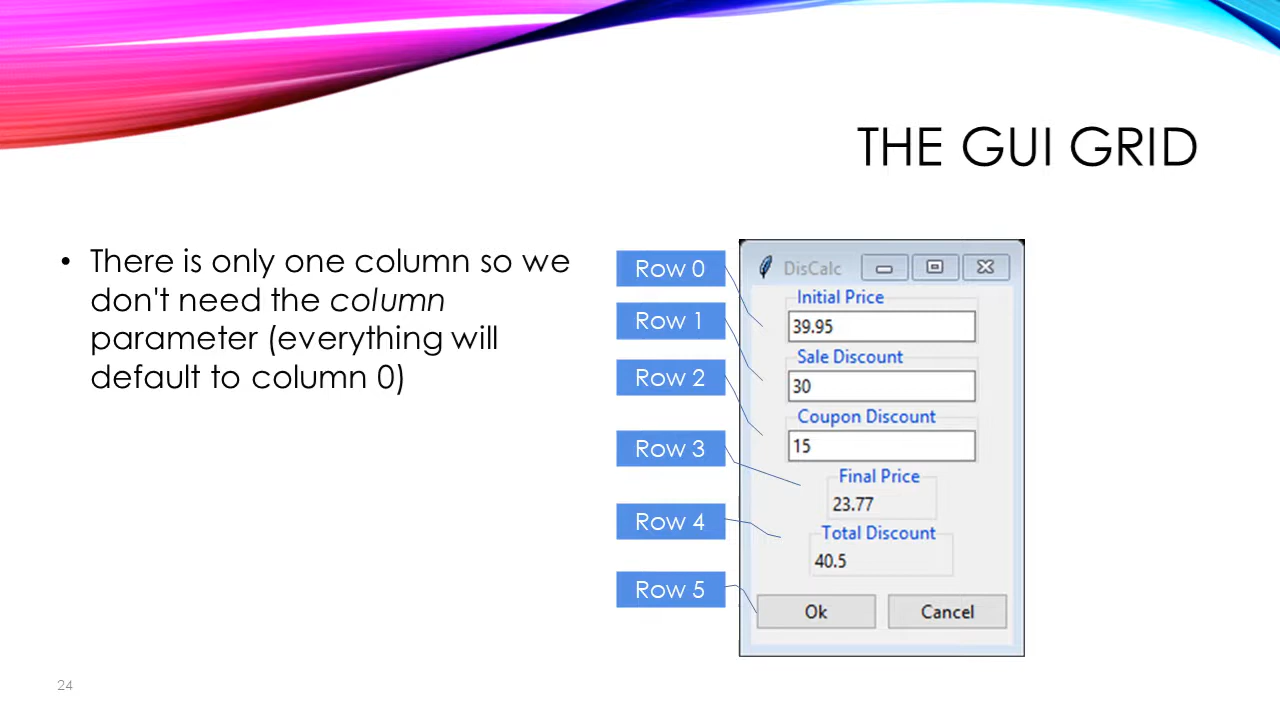 THE GUI GRID
• There is only one column so we
don't need the column
parameter (everything will
default to column 0)
Row 0
Row 1
Row 2
Row 3
Row 4
Row 5
DisCalc
Initial Price
39.95
Sale Discount
30
Coupon Discount
15
Final Price
23.77
Total Discount
40.5
Ok Cancel
24